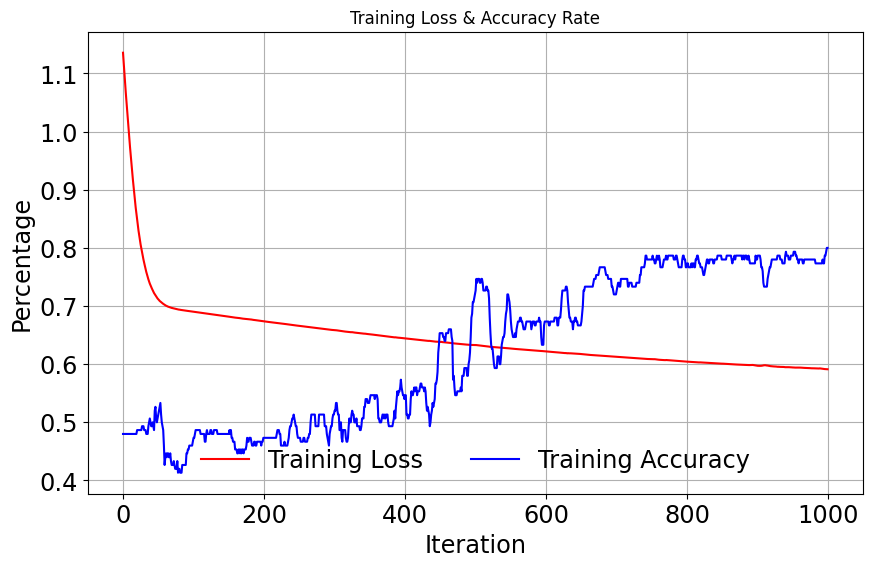 Training Loss & Accuracy Rate
1.1
1.0
0.9
0.8
0.7
0.6
0.5
0.4
Percentage
Training Loss
Training Accuracy
0
200
400
600
800
1000
Iteration